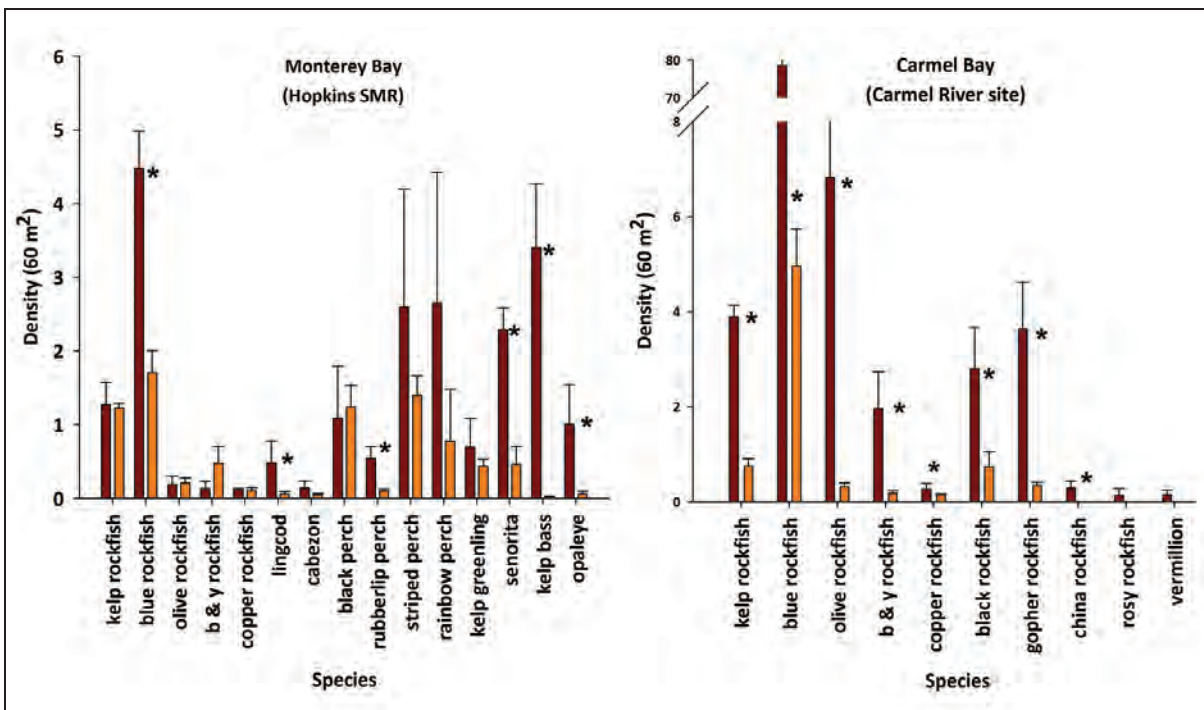 Monterey Bay
(Hopkins SMR)
Density (60 m²)
6
5
4
3
2
1
0
*
*
*
*
*
*
kelp rockfish
blue rockfish
olive rockfish
b & y rockfish
copper rockfish
lingcod
cabezon
black perch
rubberlip perch
striped perch
rainbow perch
kelp greenling
senorita
kelp bass
opaleye
Species
Carmel Bay
(Carmel River site)
Density (60 m²)
80
70
8
6
4
2
0
*
*
*
*
*
*
*
*
kelp rockfish
blue rockfish
olive rockfish
b & y rockfish
copper rockfish
black rockfish
gopher rockfish
china rockfish
rosy rockfish
vermillion
Species